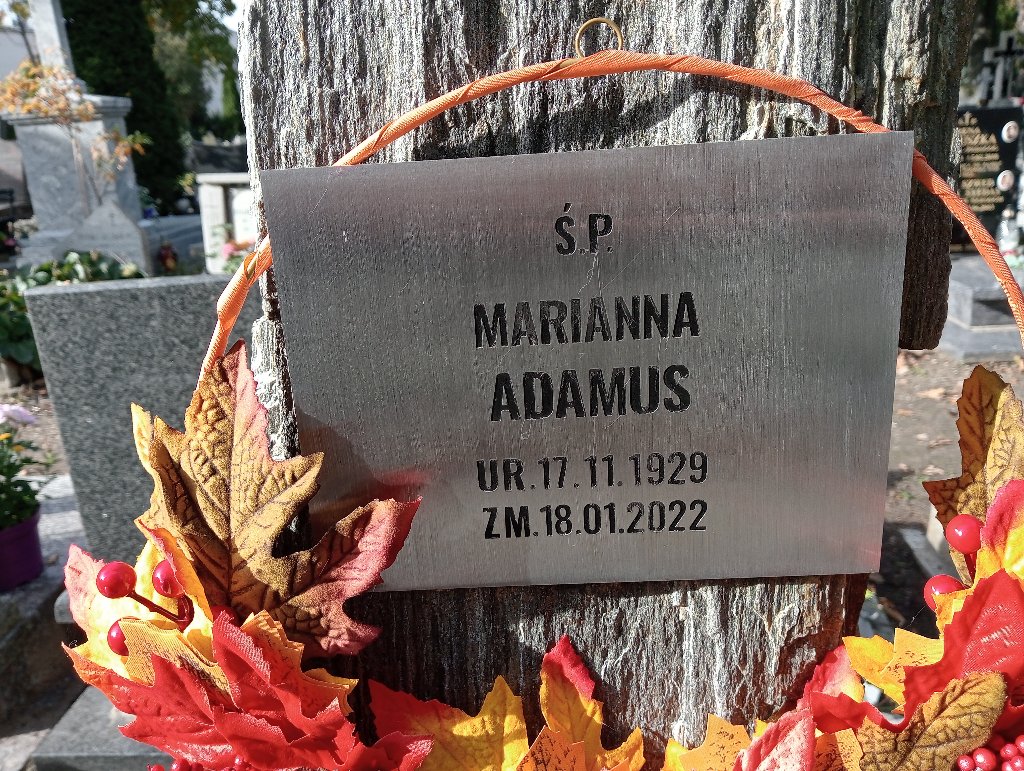 Ś.P.
MARIANNA
ADAMUS
UR.17.11.1929
ZM.18.01.2022